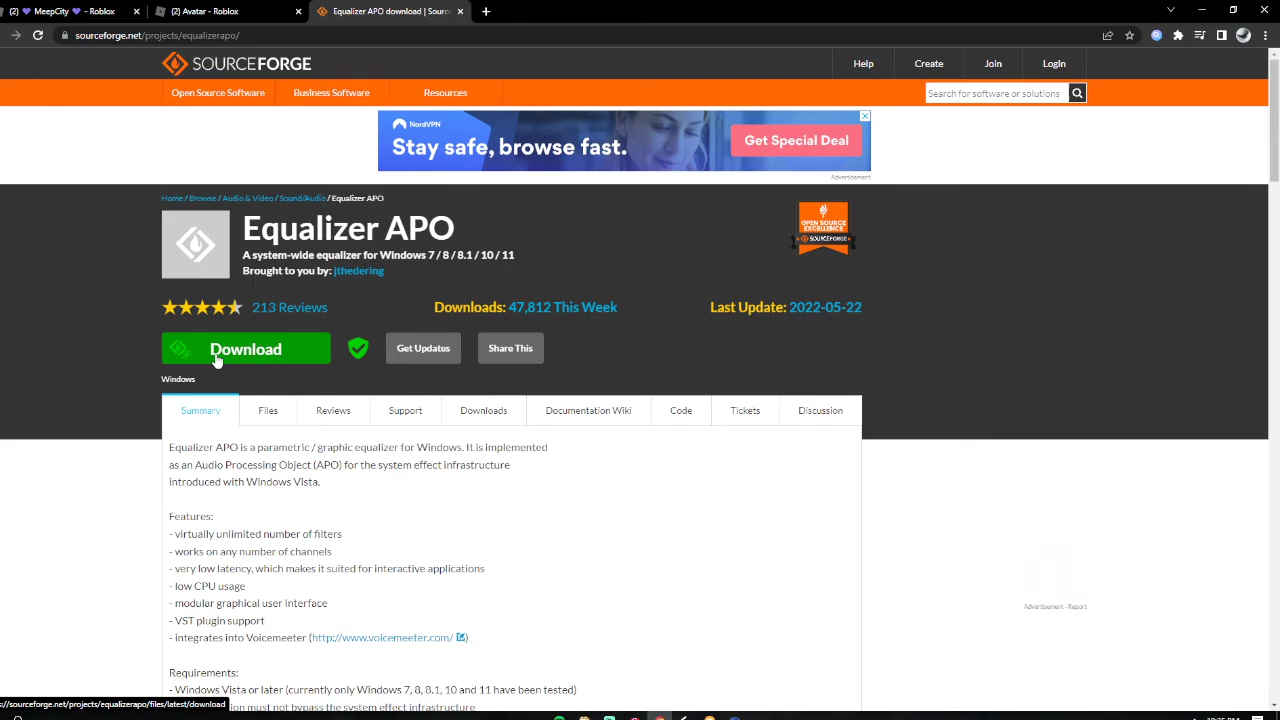 MeepCity 💜 - Roblox
(2) Avatar - Roblox
Equalizer APO download | Sour
sourceforge.net/projects/equalizerapo/
SOURCEFORGE
Help
Create
Join
Login
Open Source Software
Business Software
Resources
Search for software or solutions
NordVPN
Stay safe, browse fast.
Get Special Deal
Advertisement
Home / Browse / Audio & Video / Sound/Audio / Equalizer APO
Equalizer APO
A system-wide equalizer for Windows 7 / 8 / 8.1 / 10 / 11
Brought to you by: jthedering
OPEN SOURCE
EXCELLENCE
SOURCEFORGE
213 Reviews
Downloads: 47,812 This Week
Last Update: 2022-05-22
Download
Get Updates
Share This
Windows
Summary
Files
Reviews
Support
Downloads
Documentation Wiki
Code
Tickets
Discussion
Equalizer APO is a parametric / graphic equalizer for Windows. It is implemented
as an Audio Processing Object (APO) for the system effect infrastructure
introduced with Windows Vista.
Features:
- virtually unlimited number of filters
- works on any number of channels
- very low latency, which makes it suited for interactive applications
- low CPU usage
- modular graphical user interface
- VST plugin support
- integrates into Voicemeeter (http://www.voicemeeter.com/ )
Advertisement - Report
Requirements:
- Windows Vista or later (currently only Windows 7, 8, 8.1, 10 and 11 have been tested)
s://sourceforge.net/projects/equalizerapo/files/latest/download
must not bypass the system effect infrastructure